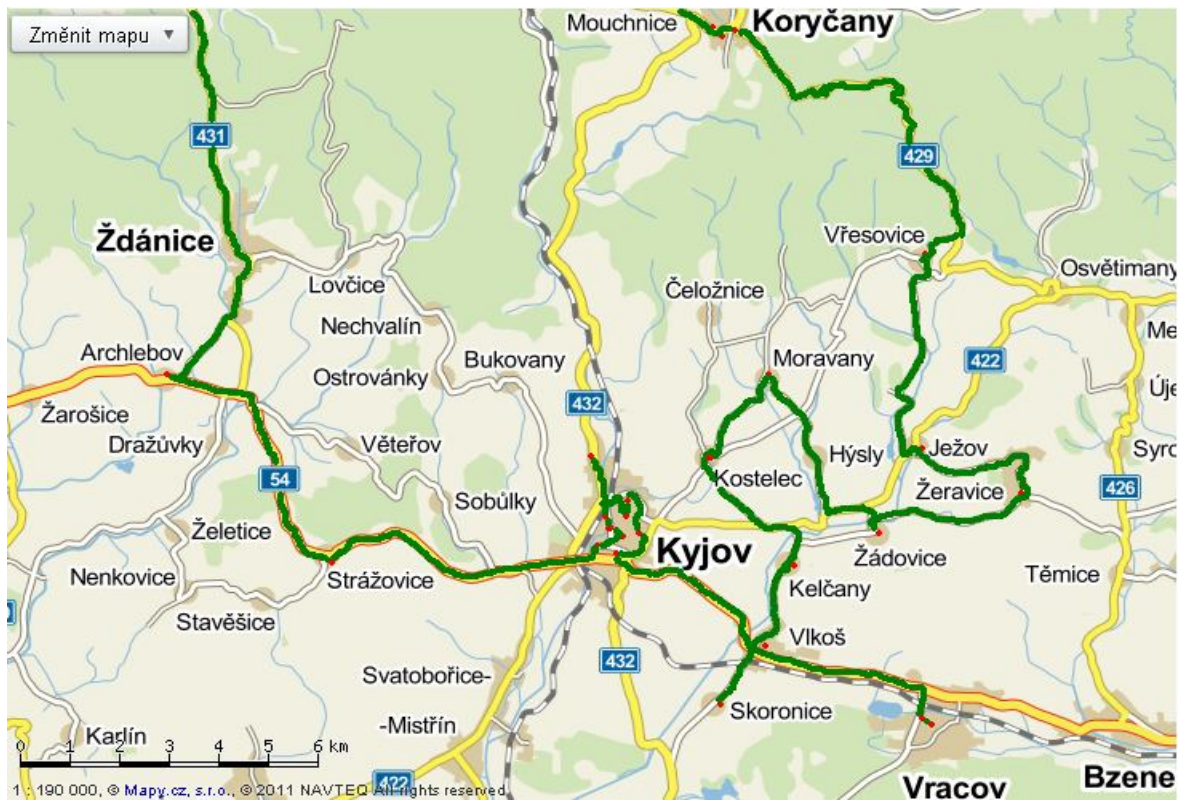 Změnit mapu
Mouchnice
Koryčany
431
429
Ždánice
Vřesovice
Osvětimany
Lovčice
Čeložnice
Nechvalín
Archlebov
Bukovany
Moravany
422
Ostrovánky
432
Žarošice
Dražůvky
Věteřov
Hýsly
Ježov
54
Kostelec
Žeravice
426
Sobůlky
Želetice
Kyjov
Žádovice
Nenkovice
Strážovice
Kelčany
Těmice
Stavěšice
Vlkoš
432
Svatobořice-
-Mistřín
Skoronice
Karlín
0 1 2 3 4 5 6 km
422
Vracov
Bzene
1 : 190 000, © Mapy.cz, s.r.o., © 2011 NAVTEQ All rights reserved